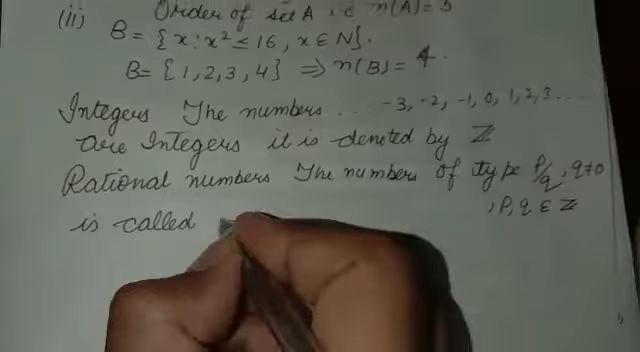 (ii) Order of set A i.e n(A)=5
B = {x : x² ≤ 16, x ∈ N}.
B = {1, 2, 3, 4} ⇒ n(B) = 4.
Integers The numbers ... -3, -2, -1, 0, 1, 2, 3 ....
are Integers it is denoted by Z
Rational numbers The numbers of type P/q, q≠0
, P, q ∈ Z
is called